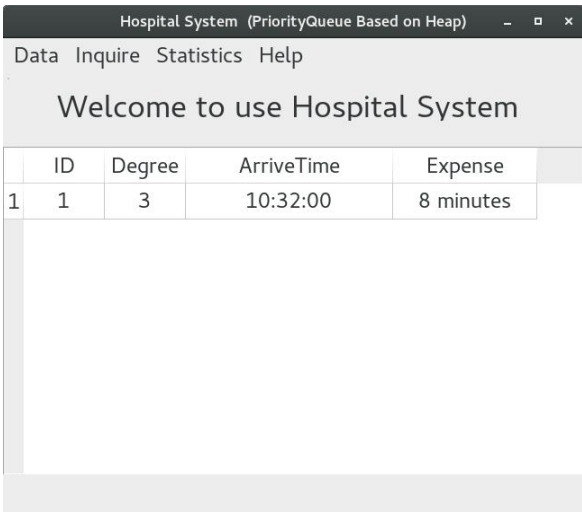 Hospital System (PriorityQueue Based on Heap)
Data Inquire Statistics Help
Welcome to use Hospital System
ID Degree ArriveTime Expense
1 1 3 10:32:00 8 minutes